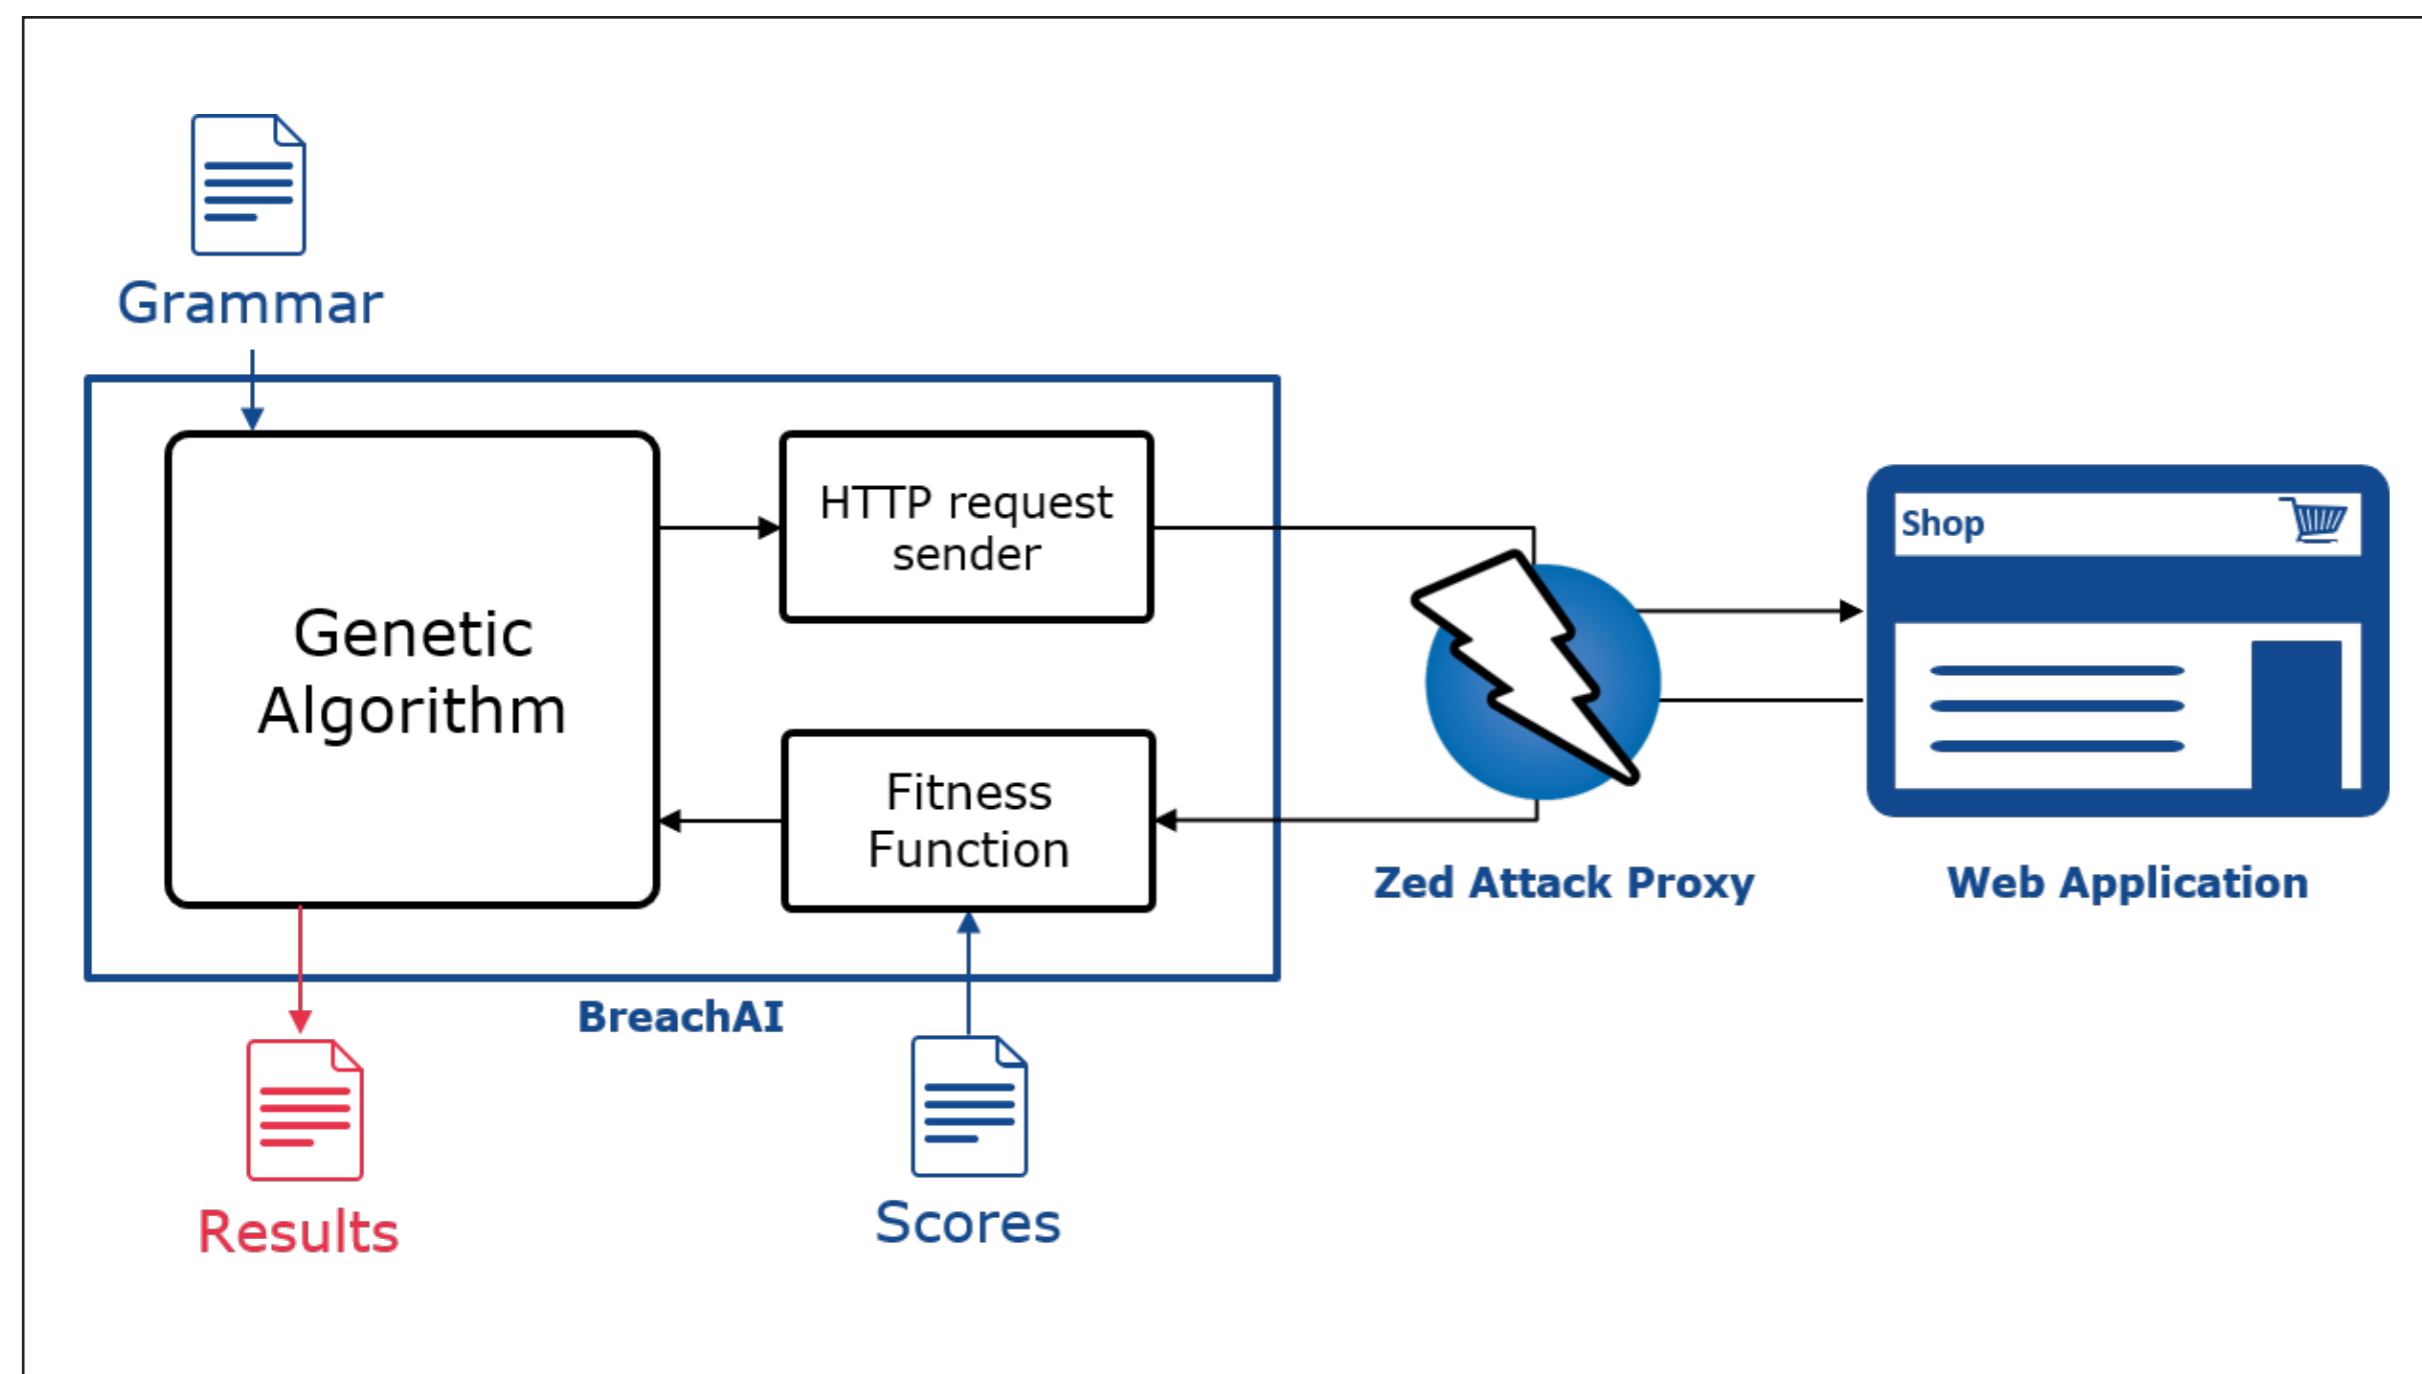 Grammar
Genetic
Algorithm
HTTP request
sender
Fitness
Function
Shop
Zed Attack Proxy
Web Application
BreachAI
Results
Scores